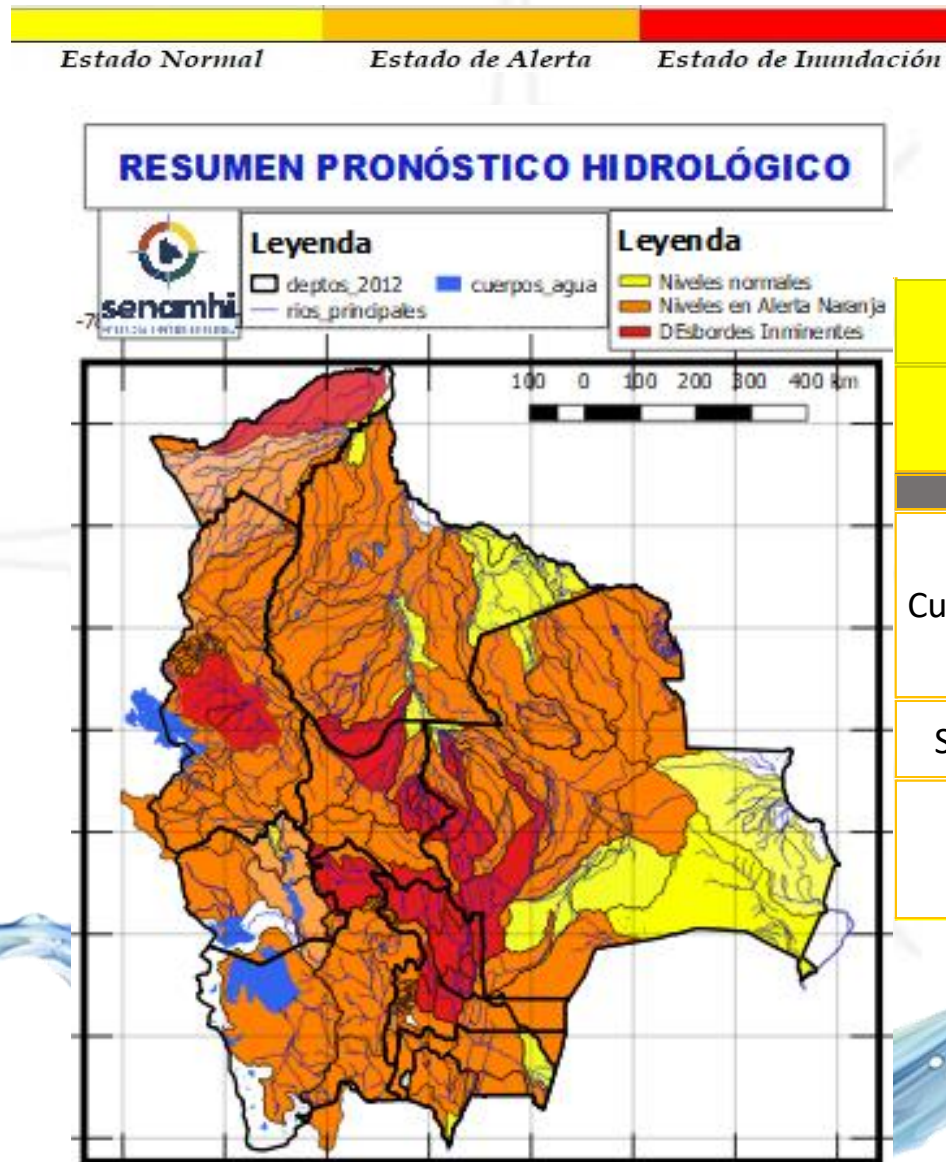 Estado Normal Estado de Alerta Estado de Inundación
RESUMEN PRONÓSTICO HIDROLÓGICO
senamhi
Leyenda
deptos_2012 cuerpos_agua
rios_principales
Leyenda
Niveles normales
Niveles en Alerta Naranja
DEsbordes Inminentes
100 0 100 200 300 400 km
Cu
S